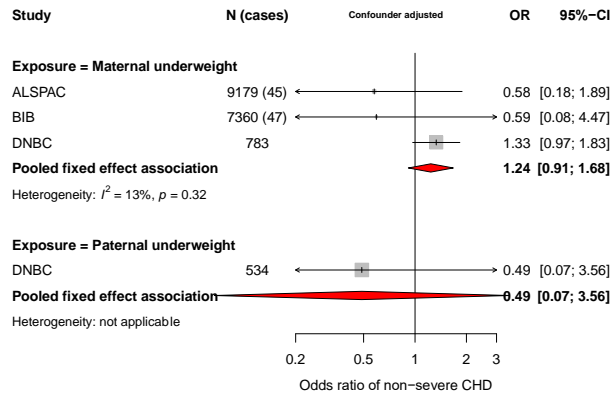 Study N (cases) Confounder adjusted OR 95%−CI
Exposure = Maternal underweight
ALSPAC 9179 (45) 0.58 [0.18; 1.89]
BIB 7360 (47) 0.59 [0.08; 4.47]
DNBC 783 1.33 [0.97; 1.83]
Pooled fixed effect association 1.24 [0.91; 1.68]
Heterogeneity: I² = 13%, p = 0.32
Exposure = Paternal underweight
DNBC 534 0.49 [0.07; 3.56]
Pooled fixed effect association 0.49 [0.07; 3.56]
Heterogeneity: not applicable
0.2 0.5 1 2 3
Odds ratio of non−severe CHD